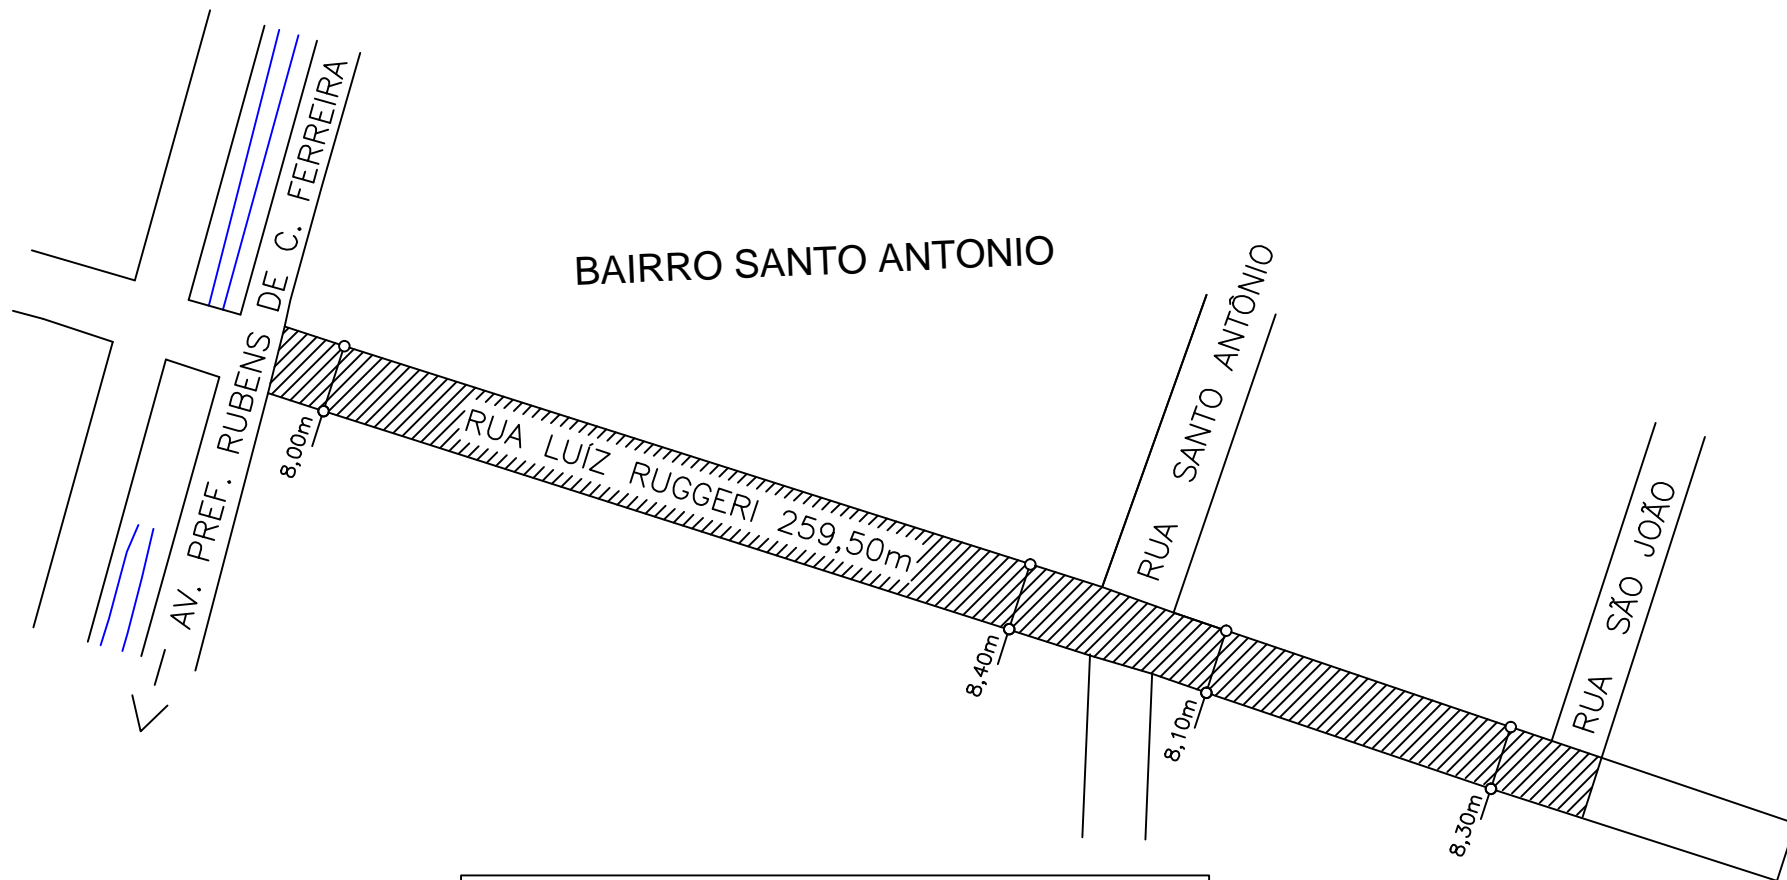 AV. PREF. RUBENS DE C. FERREIRA
BAIRRO SANTO ANTONIO
RUA SANTO ANTÔNIO
RUA SÃO JOÃO
RUA LUÍZ RUGGERI 259,50m
8,00m
8,40m
8,10m
8,30m